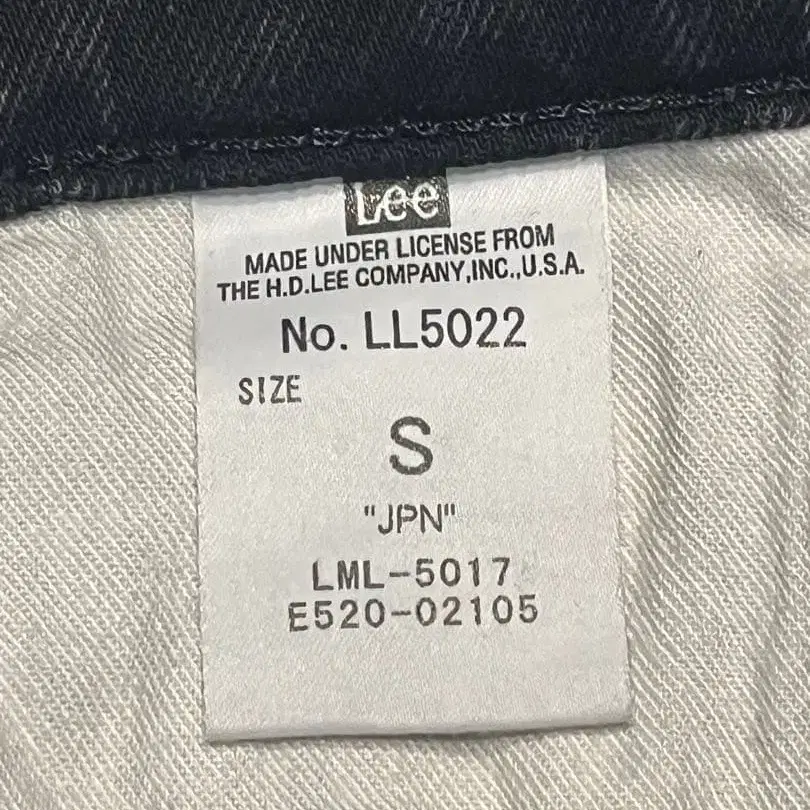 Lee
MADE UNDER LICENSE FROM
THE H.D.LEE COMPANY,INC.,U.S.A.
No. LL5022
SIZE
S
"JPN"
LML-5017
E520-02105